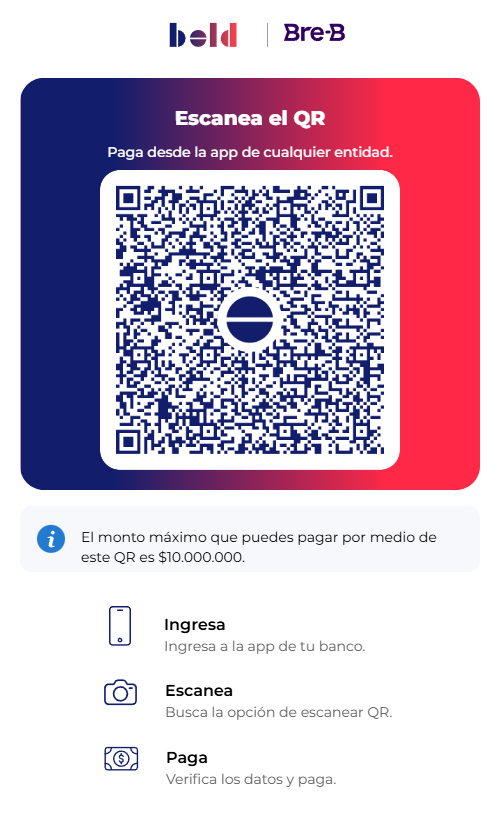 bold
Bre-B
Escanea el QR
Paga desde la app de cualquier entidad.
El monto máximo que puedes pagar por medio de
este QR es $10.000.000.
Ingresa
Ingresa a la app de tu banco.
Escanea
Busca la opción de escanear QR.
Paga
Verifica los datos y paga.